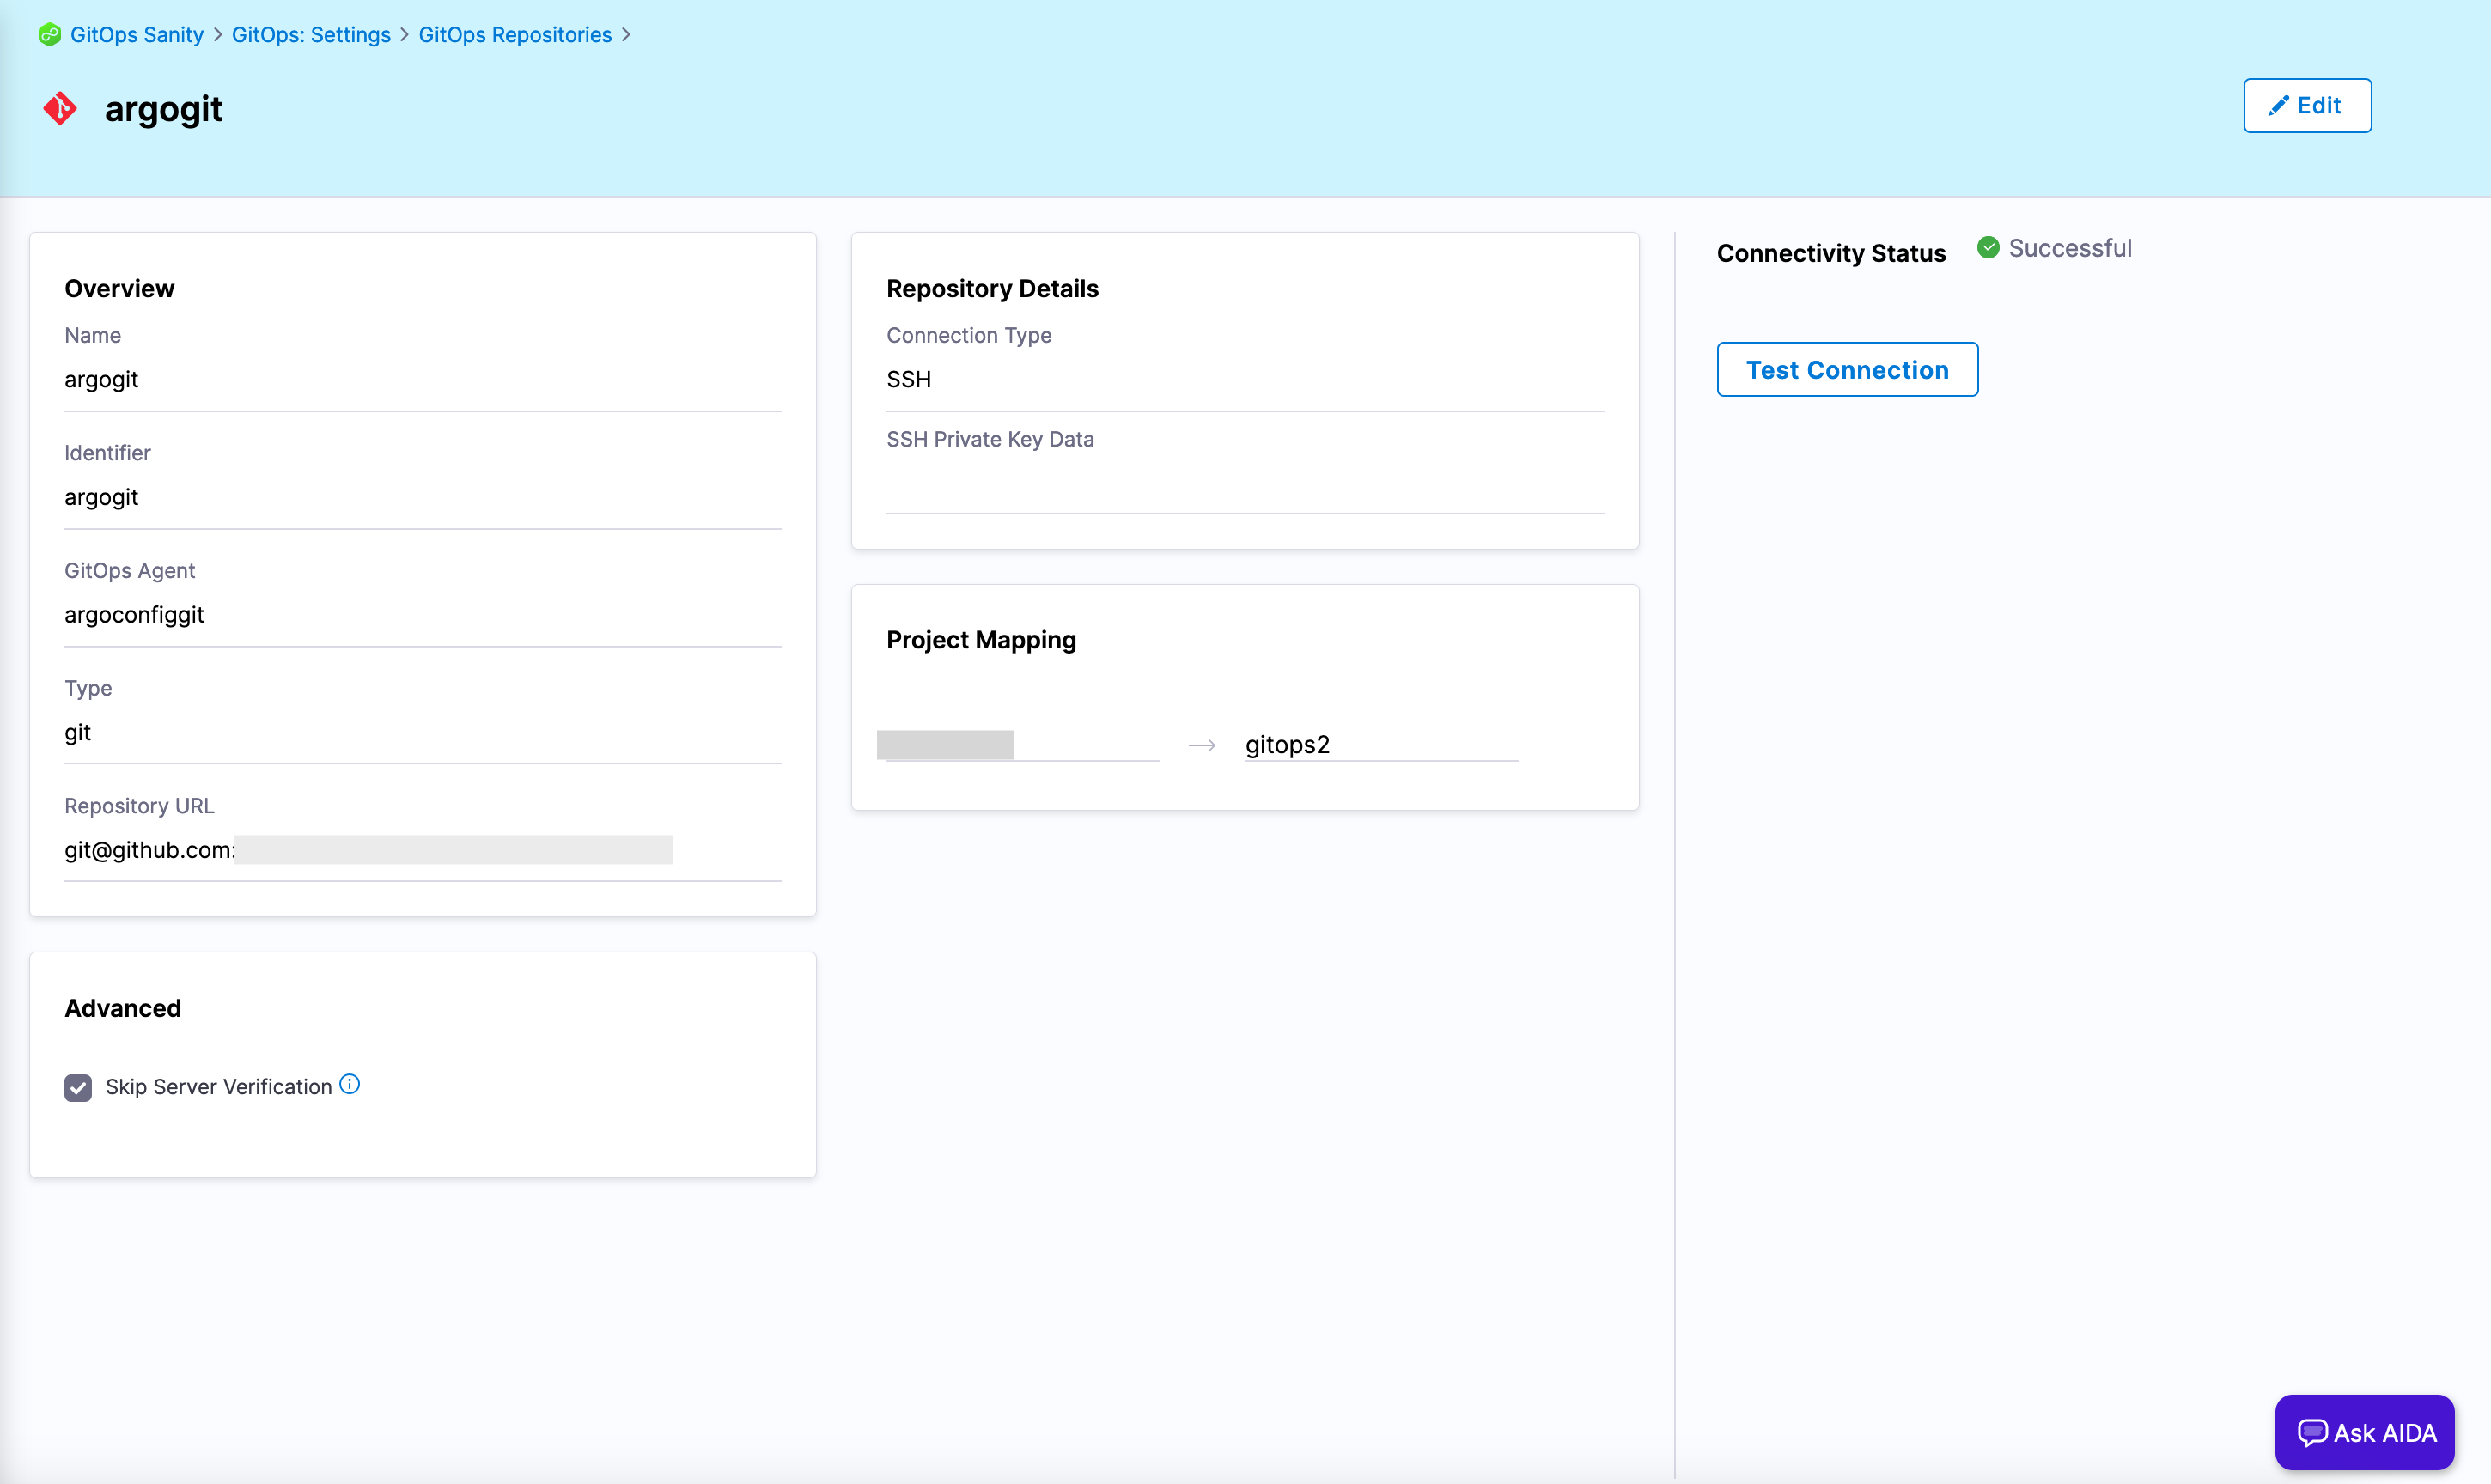 GitOps Sanity > GitOps: Settings > GitOps Repositories >
argogit
Edit
Overview
Name
argogit
Identifier
argogit
GitOps Agent
argoconfiggit
Type
git
Repository URL
git@github.com:
Advanced
Skip Server Verification
Repository Details
Connection Type
SSH
SSH Private Key Data
Project Mapping
gitops2
Connectivity Status
Successful
Test Connection
Ask AIDA